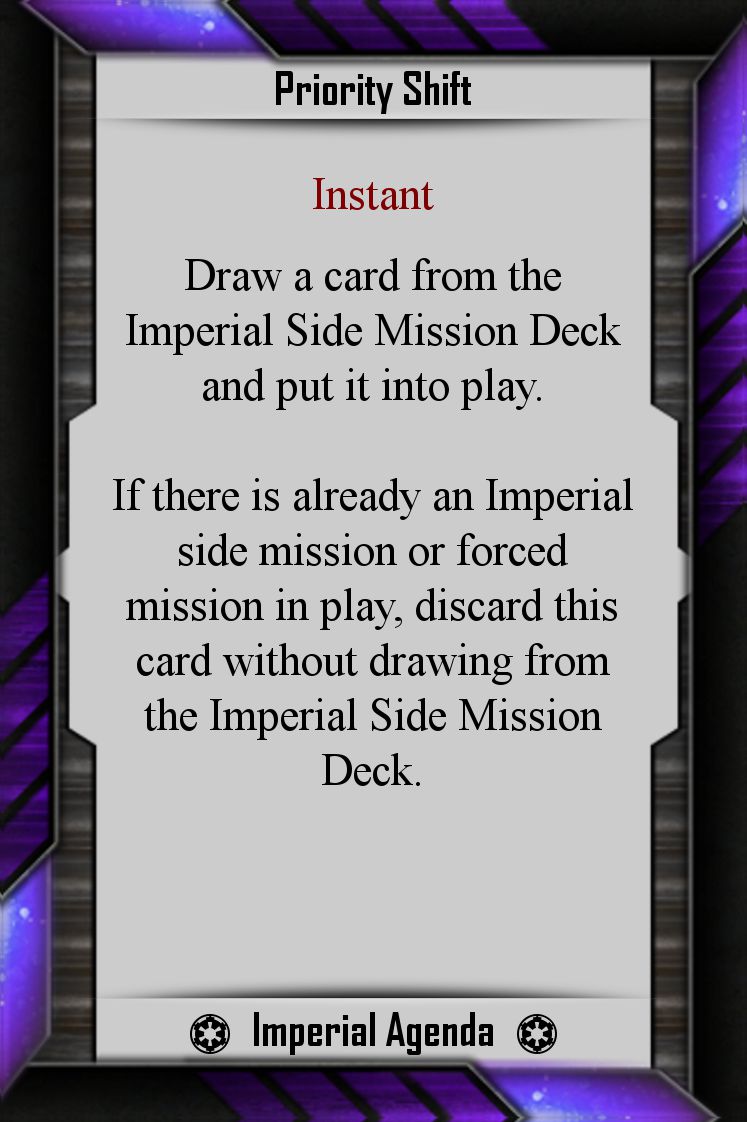 Priority Shift
Instant
Draw a card from the
Imperial Side Mission Deck
and put it into play.
If there is already an Imperial
side mission or forced
mission in play, discard this
card without drawing from
the Imperial Side Mission
Deck.
Imperial Agenda